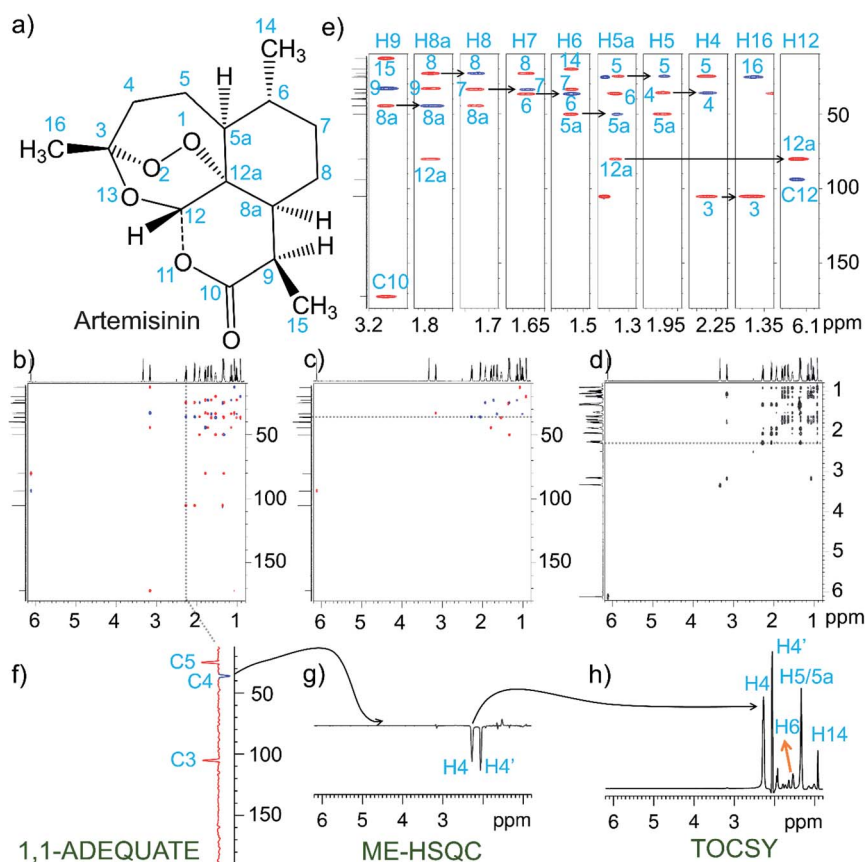 a)
14
CH3
5
H
4
6
16
1
5a
7
H3C
3
O
O
2
12a
8
13
O
8a
H
12
H
H
11
O
9
10
CH3
O
15
Artemisinin
e)
H9 H8a H8 H7 H6 H5a H5 H4 H16 H12
15 8 8 8 14 5 5 5 16
9 9 7 7 7 6 4 4
8a 8a 8a 6 6 5a 5a 5a
50
12a 12a 12a
100
C12
3 3
150
C10
ppm
3.2 1.8 1.7 1.65 1.5 1.3 1.95 2.25 1.35 6.1
b)
50
100
150
6 5 4 3 2 1
c)
50
100
150
6 5 4 3 2 1
d)
1
2
3
4
5
6
6 5 4 3 2 1
ppm
ppm
f)
C5
C4
50
C3
100
150
1,1-ADEQUATE
g)
H4 H4’
6 5 4 3 2 1 ppm
ME-HSQC
h)
H4’
H4
H5/5a
H6
H14
6 4 2 ppm
TOCSY